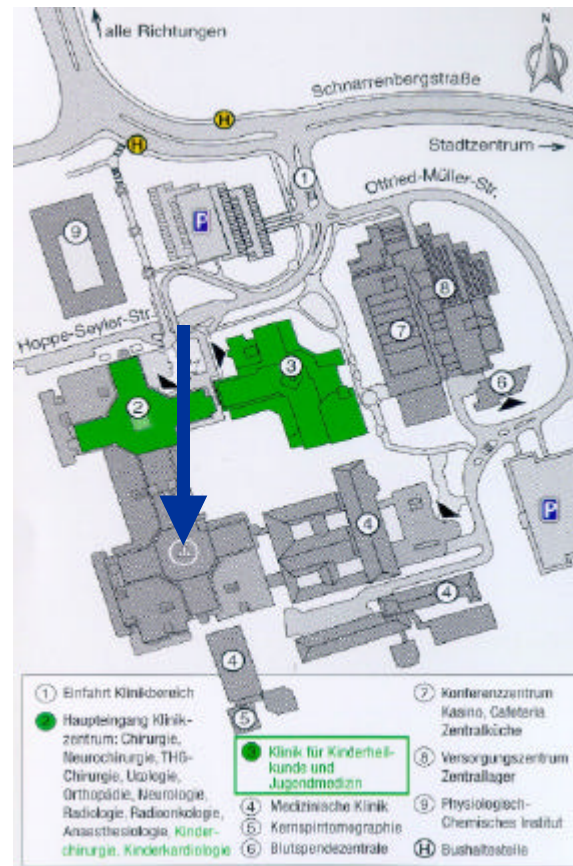 alle Richtungen
N
Schnarrenbergstraße
H
H
Stadtzentrum
1
Otfried-Müller-Str.
9
P
8
Hoppe-Seyler-Str.
7
3
6
2
P
4
4
4
5
1 Einfahrt Klinikbereich
2 Haupteingang Klinik-
zentrum: Chirurgie,
Neurochirurgie, THG-
Chirurgie, Urologie,
Orthopädie, Neurologie,
Radiologie, Radioonkologie,
Anaesthesiologie, Kinder-
chirurgie, Kinderkardiologie
3 Klinik für Kinderheil-
kunde und
Jugendmedizin
4 Medizinische Klinik
5 Kernspintomographie
6 Blutspendezentrale
7 Konferenzzentrum
Kasino, Cafeteria
Zentralküche
8 Versorgungszentrum
Zentrallager
9 Physiologisch-
Chemisches Institut
H Bushaltestelle